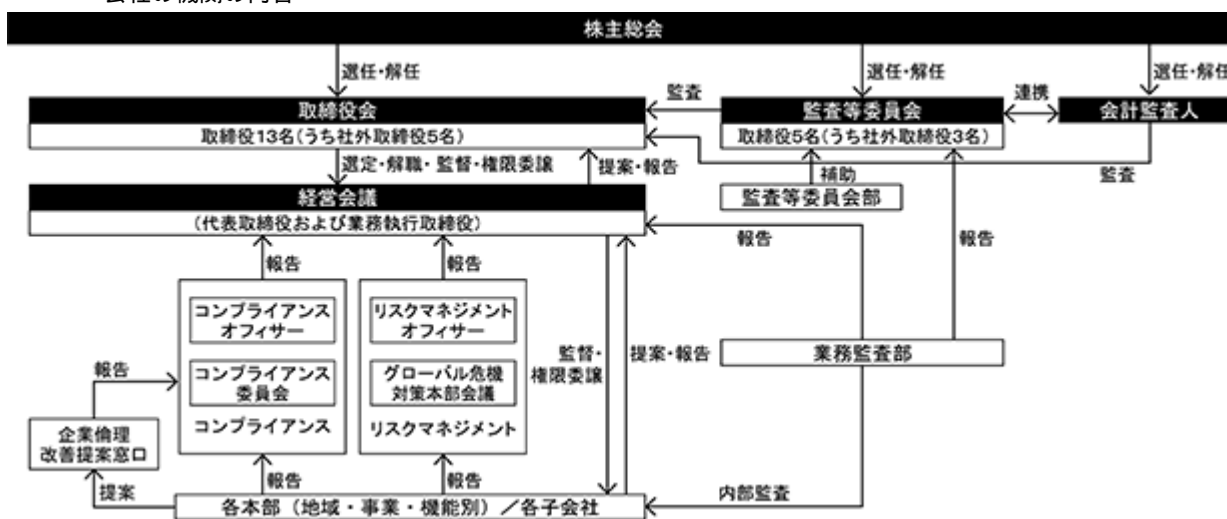 株主総会
選任・解任
選任・解任
選任・解任
取締役会
監査
監査等委員会
連携
会計監査人
取締役13名(うち社外取締役5名)
取締役5名(うち社外取締役3名)
選定・解職・監督・権限委譲
提案・報告
補助
監査
監査等委員会部
経営会議
(代表取締役および業務執行取締役)
報告
報告
報告
報告
コンプライアンス
オフィサー
リスクマネジメント
オフィサー
監督・
権限委譲
提案・報告
業務監査部
報告
コンプライアンス
委員会
グローバル危機
対策本部会議
コンプライアンス
リスクマネジメント
企業倫理
改善提案窓口
提案
報告
報告
内部監査
各本部(地域・事業・機能別)/各子会社